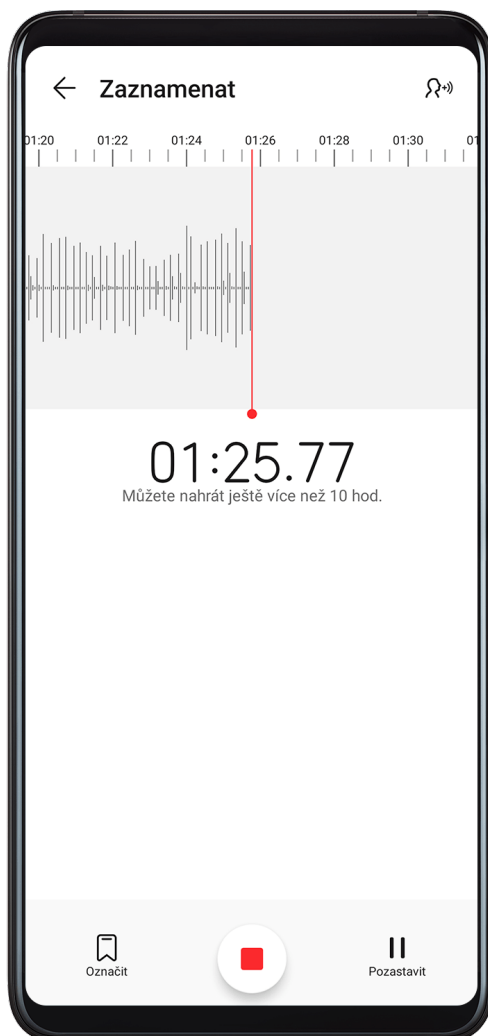 Zaznamenat
01:20 01:22 01:24 01:26 01:28 01:30
01:25.77
Můžete nahrát ještě více než 10 hod.
Označit Pozastavit